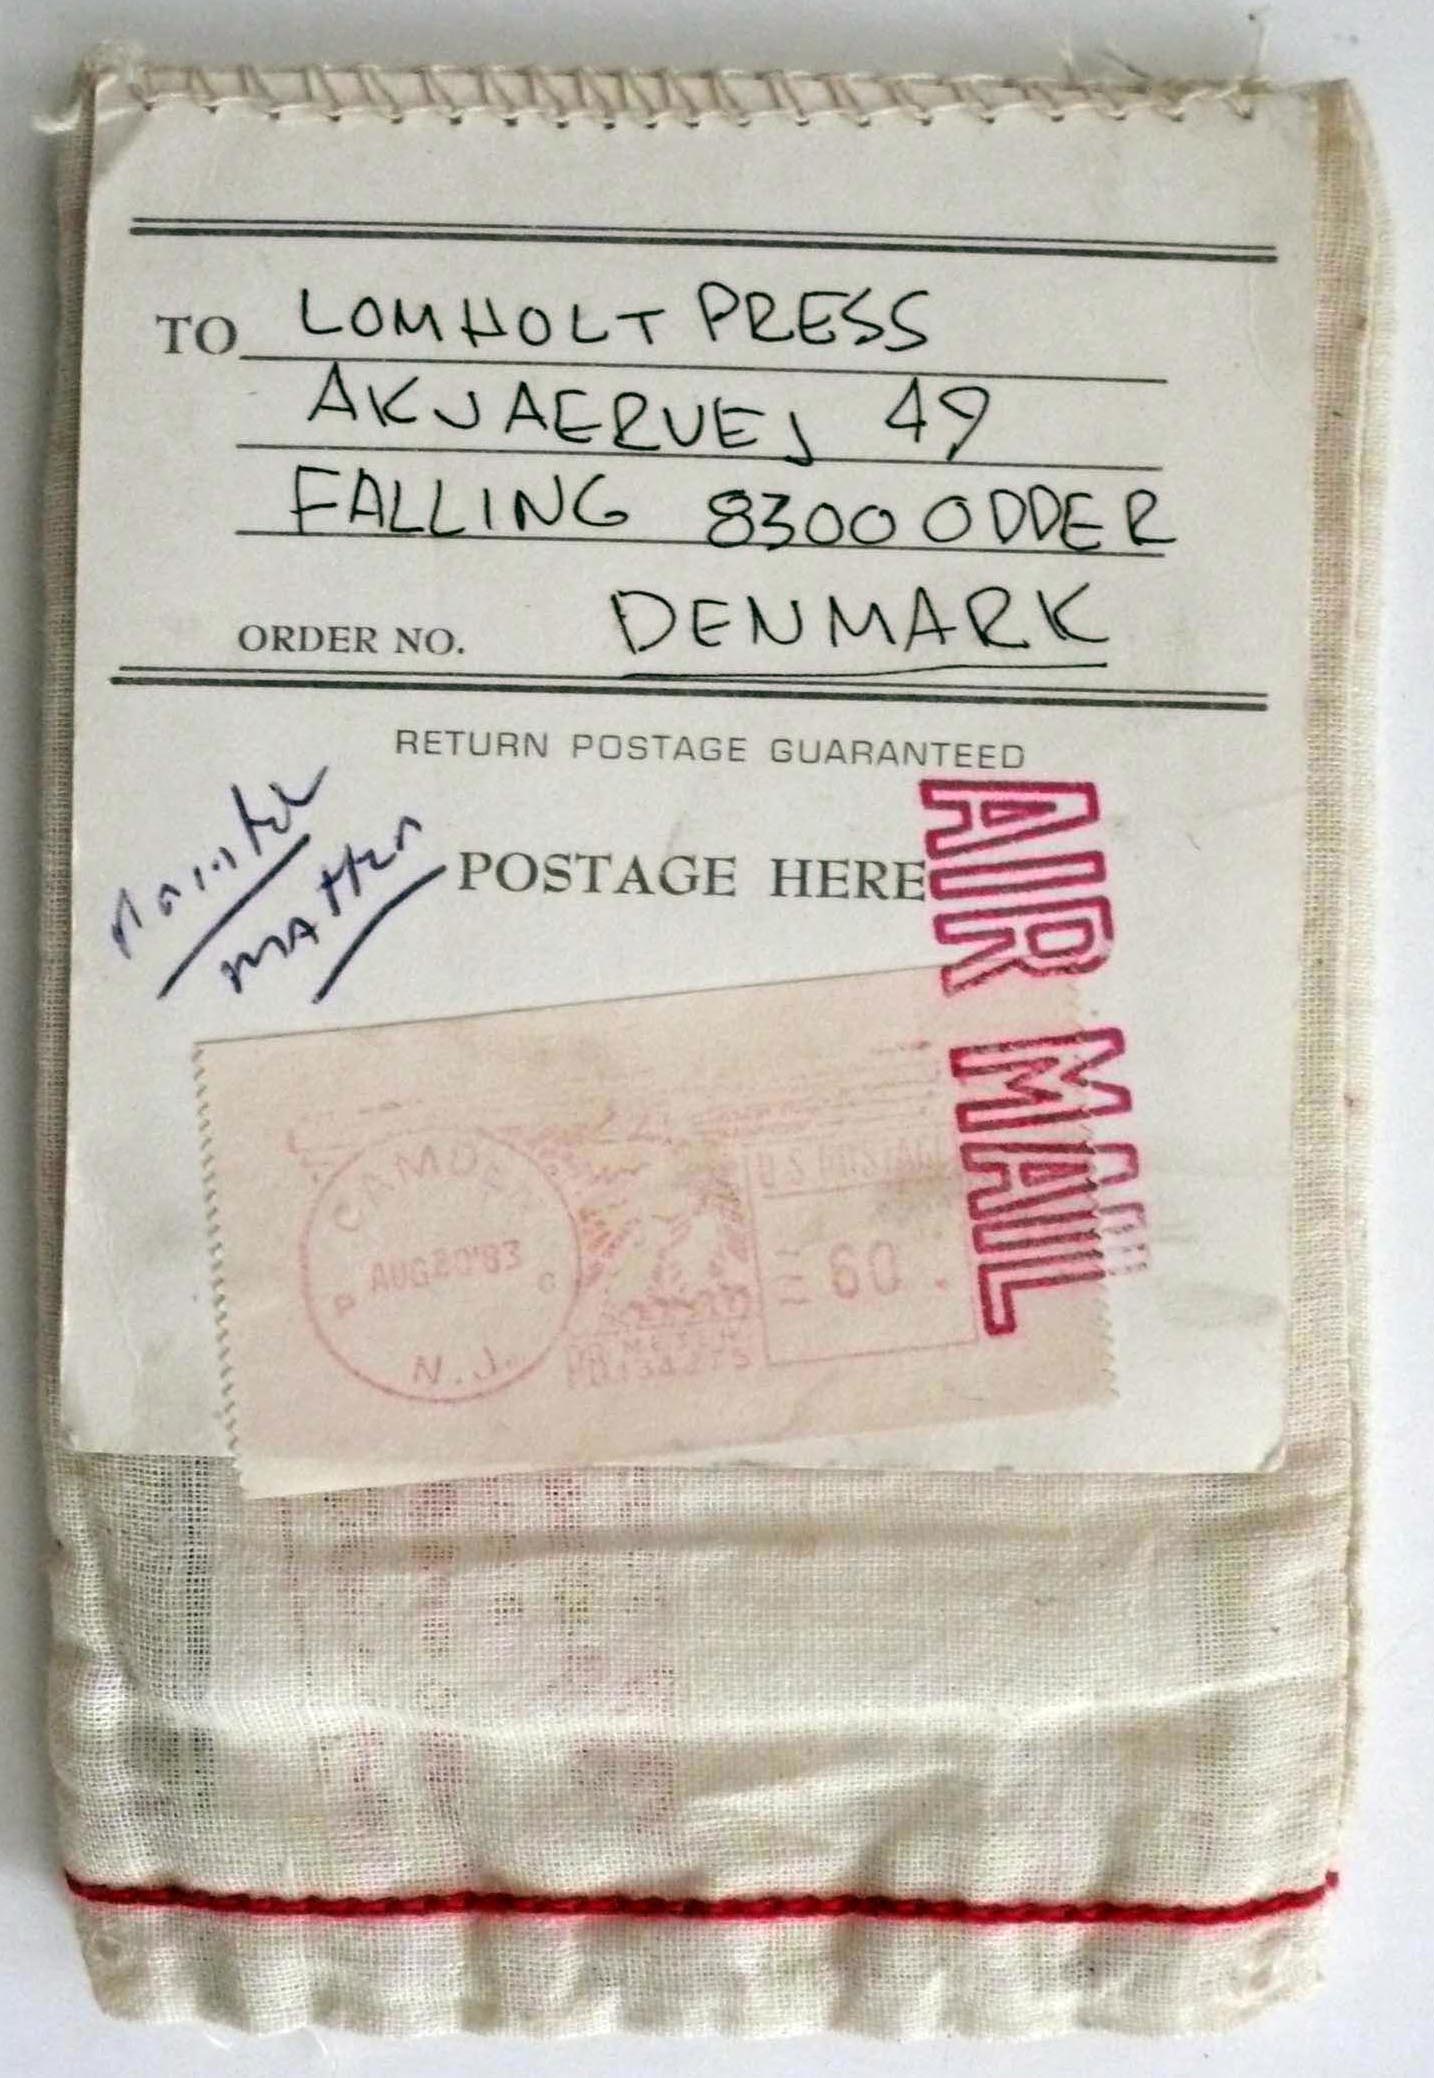 TO LOMHOLT PRESS
AKJAERVEJ 49
FALLING 8300 ODDER
ORDER NO. DENMARK
RETURN POSTAGE GUARANTEED
matter
POSTAGE HERE
AIR MAIL
CAMDEN
AUG 30 '83
N.J.
U.S. POSTAGE
60